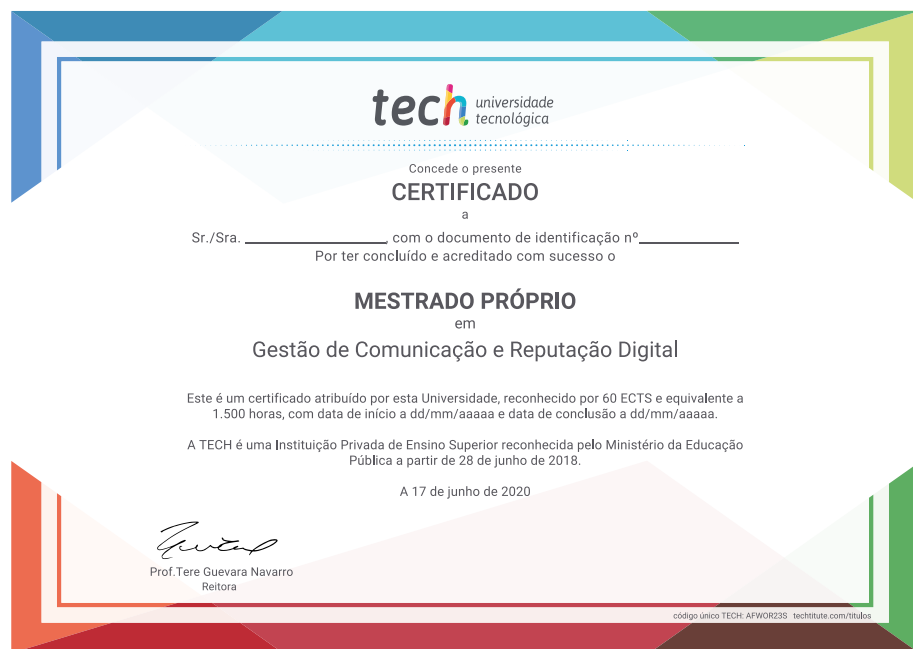 tech universidade
tecnológica
Concede o presente
CERTIFICADO
a
Sr./Sra. ________________, com o documento de identificação nº____________
Por ter concluído e acreditado com sucesso o
MESTRADO PRÓPRIO
em
Gestão de Comunicação e Reputação Digital
Este é um certificado atribuído por esta Universidade, reconhecido por 60 ECTS e equivalente a
1.500 horas, com data de início a dd/mm/aaaaa e data de conclusão a dd/mm/aaaaa.
A TECH é uma Instituição Privada de Ensino Superior reconhecida pelo Ministério da Educação
Pública a partir de 28 de junho de 2018.
A 17 de junho de 2020
Prof.Tere Guevara Navarro
Reitora
código único TECH: AFWOR23S techtitute.com/titulos